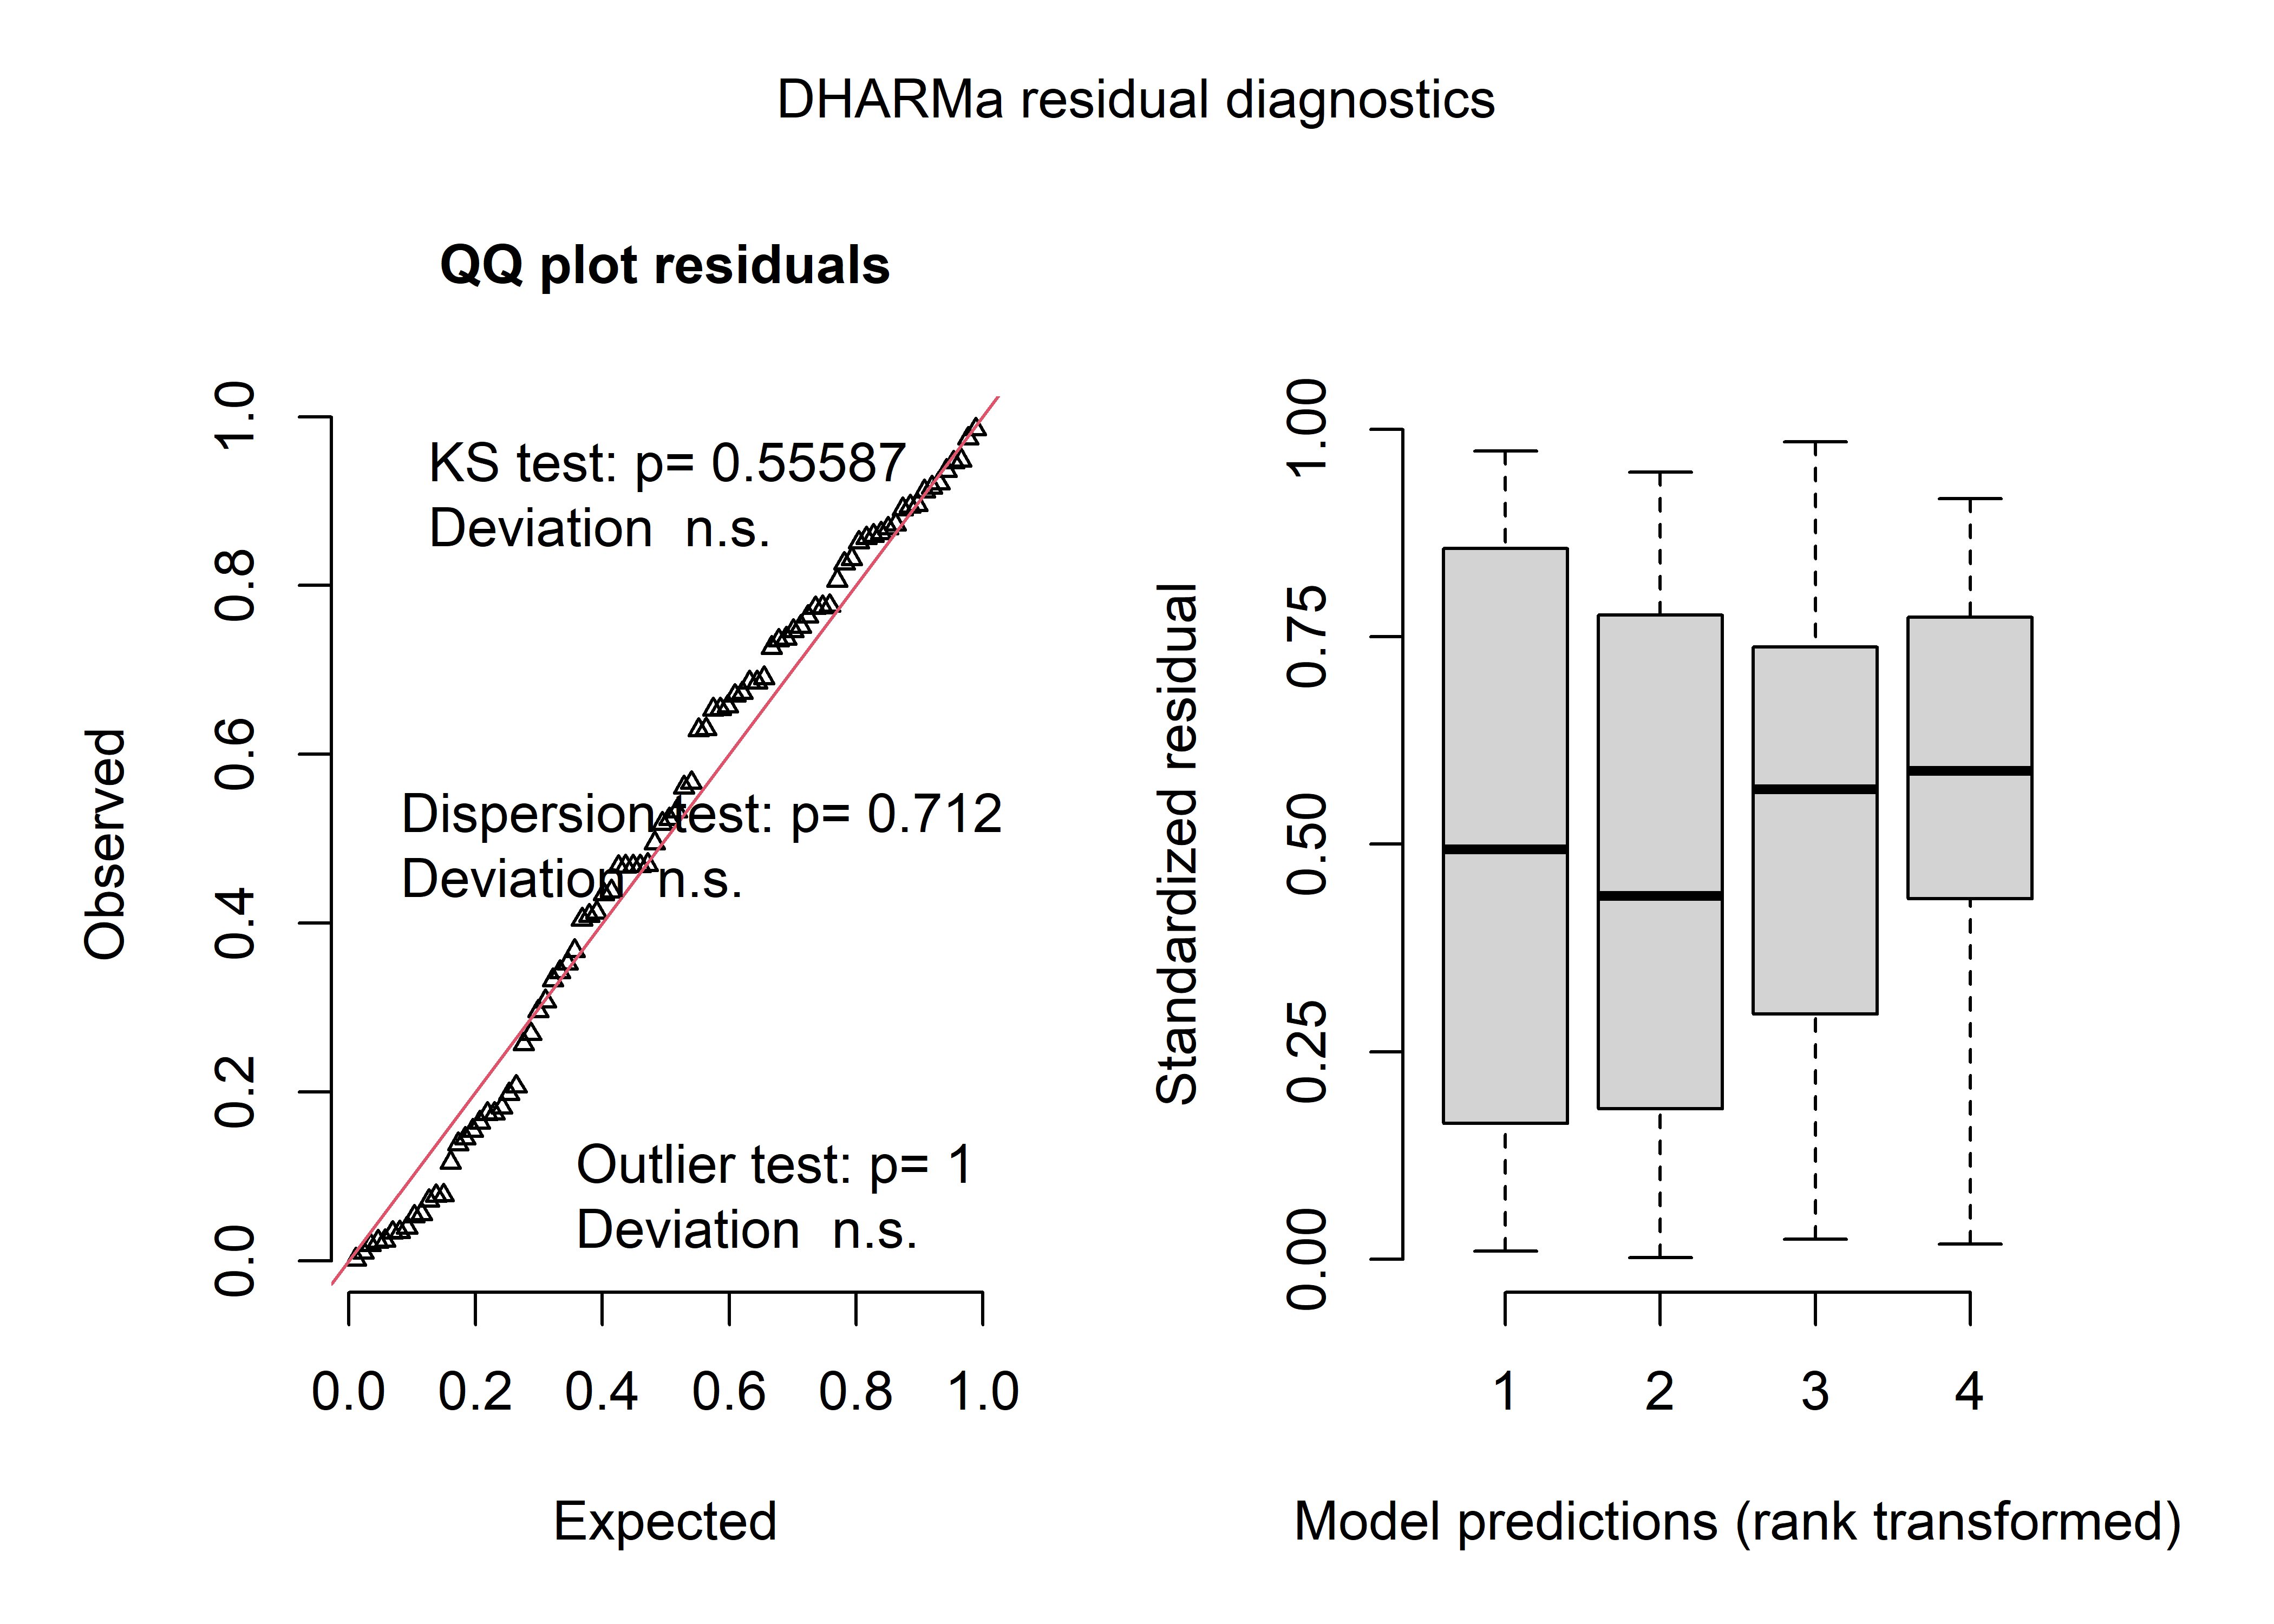 DHARMa residual diagnostics
QQ plot residuals
KS test: p= 0.55587
Deviation  n.s.
Dispersion test: p= 0.712
Deviation  n.s.
Outlier test: p= 1
Deviation  n.s.
Observed
0.0 0.2 0.4 0.6 0.8 1.0
0.0 0.2 0.4 0.6 0.8 1.0
Expected
Standardized residual
0.00 0.25 0.50 0.75 1.00
1 2 3 4
Model predictions (rank transformed)